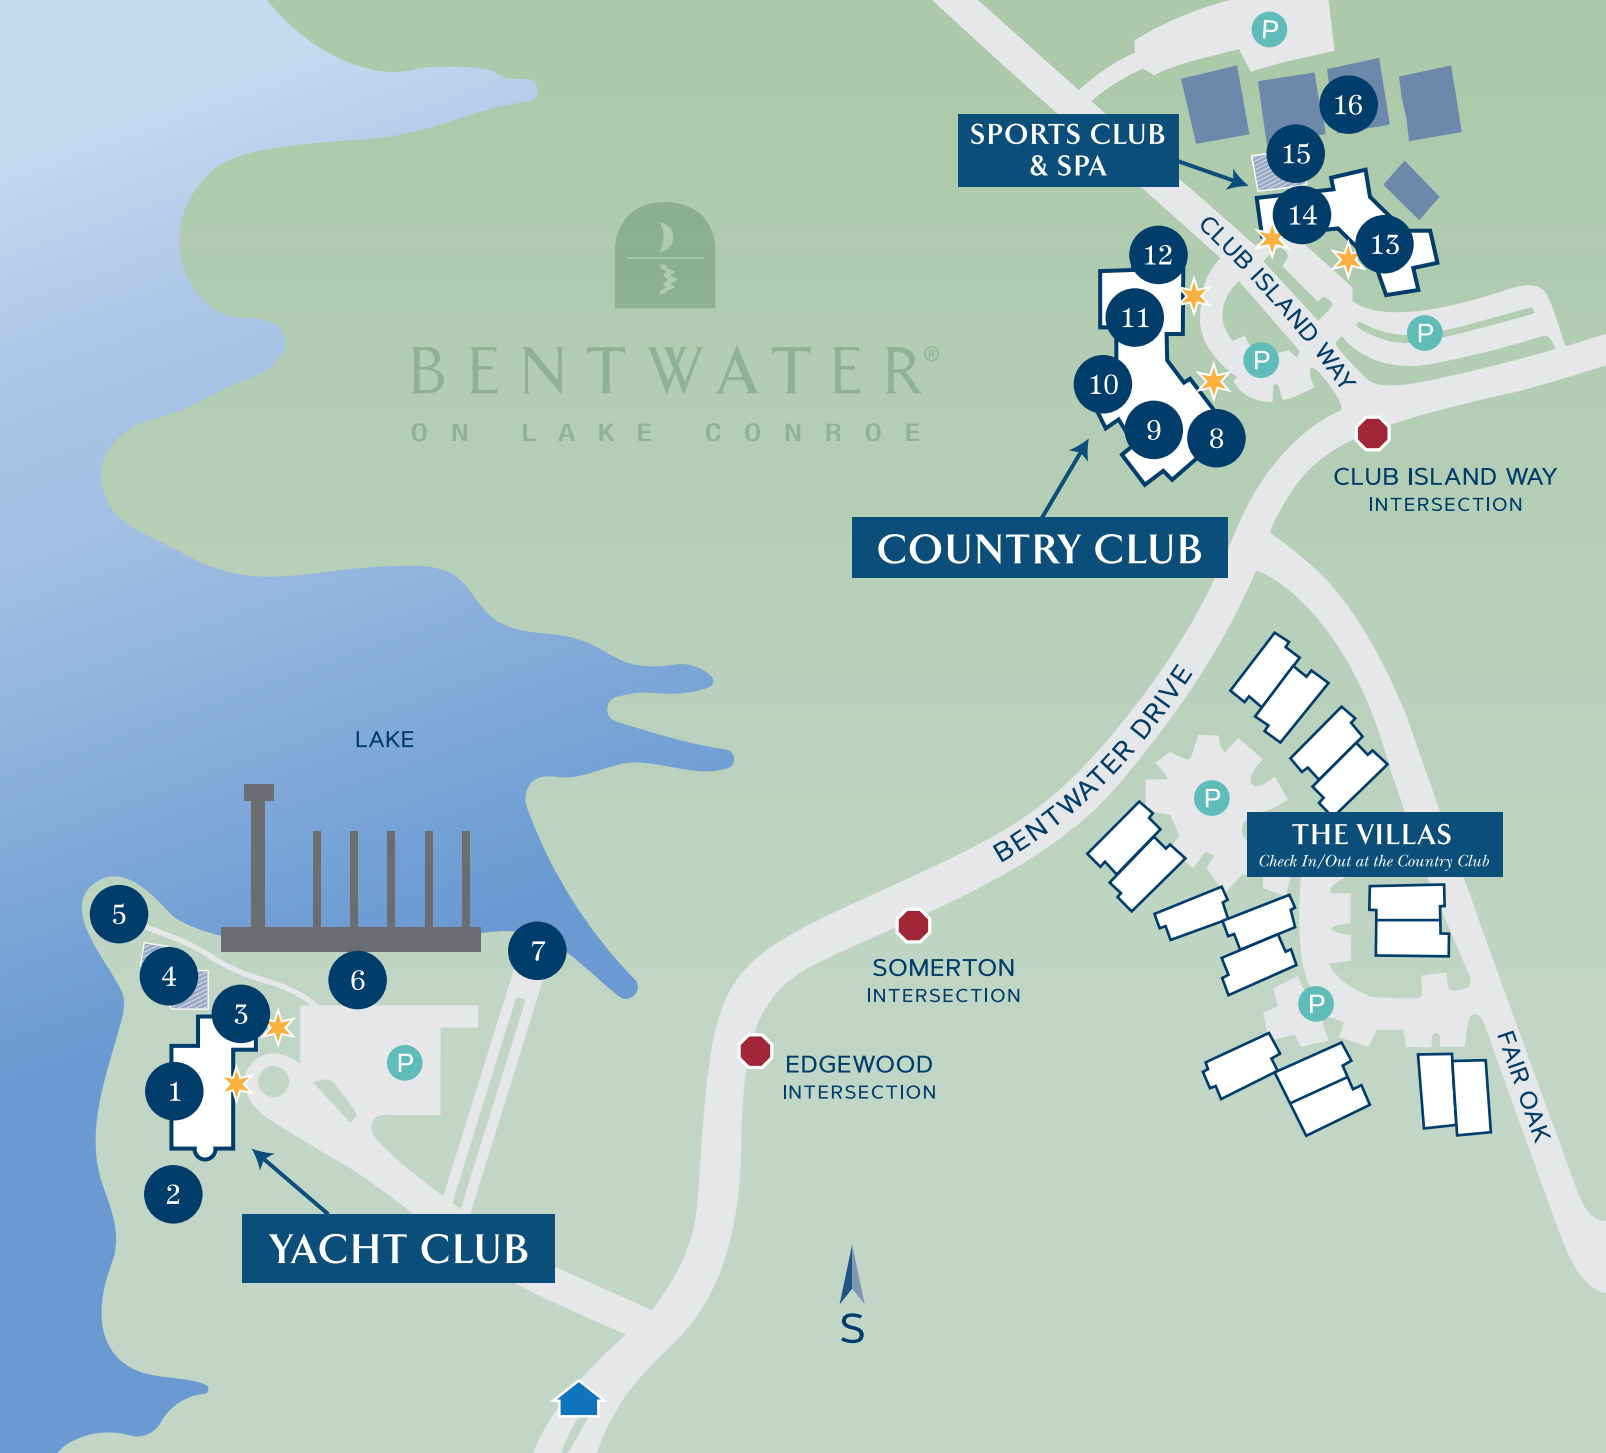 P
16
SPORTS CLUB
& SPA
15
14
13
CLUB ISLAND WAY
12
11
10
9
8
P
P
BENTWATER®
ON LAKE CONROE
CLUB ISLAND WAY
INTERSECTION
COUNTRY CLUB
BENTWATER DRIVE
LAKE
P
THE VILLAS
Check In/Out at the Country Club
5
4
3
6
7
1
2
P
SOMERTON
INTERSECTION
EDGEWOOD
INTERSECTION
P
FAIR OAK
YACHT CLUB
S